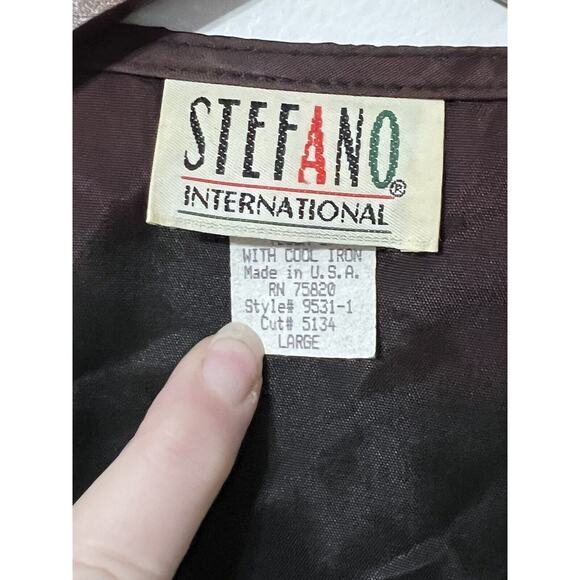 STEFANO®
INTERNATIONAL
WITH COOL IRON
Made in U.S.A.
RN 75820
Style# 9531-1
Cut# 5134
LARGE